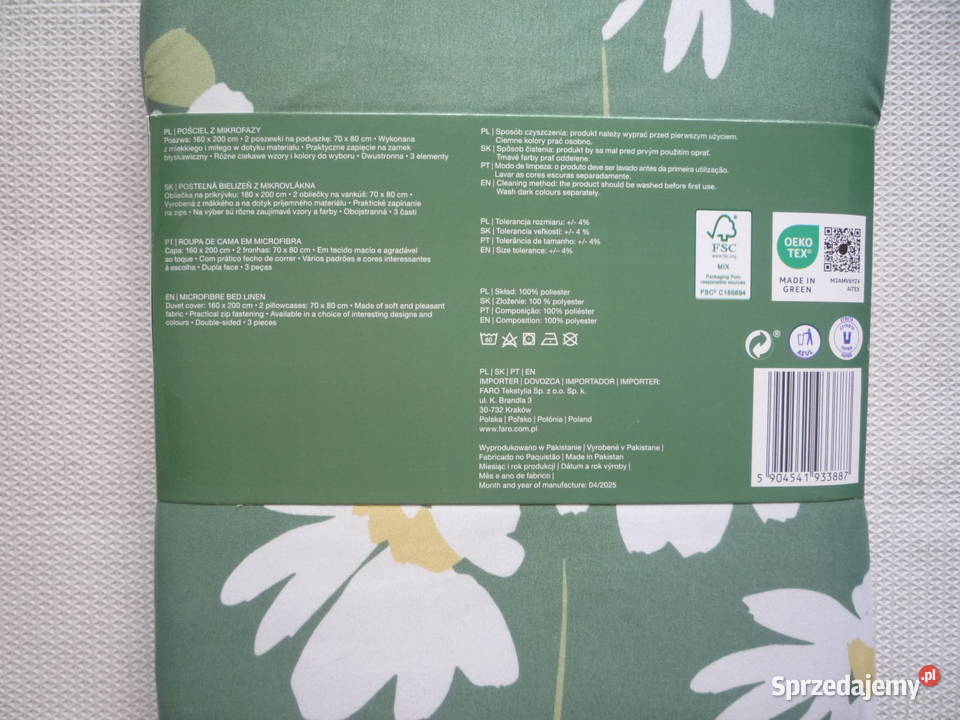 PL | POŚCIEL Z MIKROFAZY
Poszwa: 160 x 200 cm • 2 poszewki na poduszkę: 70 x 80 cm • Wykonana
z miękkiego i miłego w dotyku materiału • Praktyczne zapięcie na zamek
błyskawiczny • Różne ciekawe wzory i kolory do wyboru • Dwustronna • 3 elementy
SK | POSTEĽNÁ BIELIZEŇ Z MIKROVLÁKNA
Obliečka na prikrývku: 160 x 200 cm • 2 obliečky na vankúš: 70 x 80 cm •
Vyrobená z mäkkého a na dotyk príjemného materiálu • Praktické zapínanie
na zips • Na výber sú rôzne zaujímavé vzory a farby • Obojstranná • 3 časti
PT | ROUPA DE CAMA EM MICROFIBRA
Capa: 160 x 200 cm • 2 fronhas: 70 x 80 cm • Em tecido macio e agradável
ao toque • Com prático fecho de correr • Vários padrões e cores interessantes
à escolha • Dupla face • 3 peças
EN | MICROFIBRE BED LINEN
Duvet cover: 160 x 200 cm • 2 pillowcases: 70 x 80 cm • Made of soft and pleasant
fabric • Practical zip fastening • Available in a choice of interesting designs and
colours • Double-sided • 3 pieces
PL | Sposób czyszczenia: produkt należy wyprać przed pierwszym użyciem.
Ciemne kolory prać osobno.
SK | Spôsob čistenia: produkt by sa mal pred prvým použitím oprať.
Tmavé farby prať oddelene.
PT | Modo de limpeza: o produto deve ser lavado antes da primeira utilização.
Lavar as cores escuras separadamente.
EN | Cleaning method: the product should be washed before first use.
Wash dark colours separately.
PL | Tolerancja rozmiaru: +/- 4%
SK | Tolerancia veľkosti: +/- 4 %
PT | Tolerância de tamanho: +/- 4%
EN | Size tolerance: +/- 4%
PL | Skład: 100% poliester
SK | Zloženie: 100 % polyester
PT | Composição: 100% poliéster
EN | Composition: 100% polyester
60
PL | SK | PT | EN
IMPORTER | DOVOZCA | IMPORTADOR | IMPORTER:
FARO Tekstylia Sp. z o.o. Sp. k.
ul. K. Brandla 3
30-732 Kraków
Polska | Poľsko | Polónia | Poland
www.faro.com.pl
Wyprodukowano w Pakistanie | Vyrobené v Pakistane |
Fabricado no Paquistão | Made in Pakistan
Miesiąc i rok produkcji | Dátum a rok výroby |
Mês e ano de fabrico |
Month and year of manufacture: 04/2025
FSC
www.fsc.org
MIX
Packaging from
responsible sources
FSC® C185694
OEKO
TEX®
MADE IN
GREEN
AITEX
®
AZUL
5 904541 933887
Sprzedajemy.pl